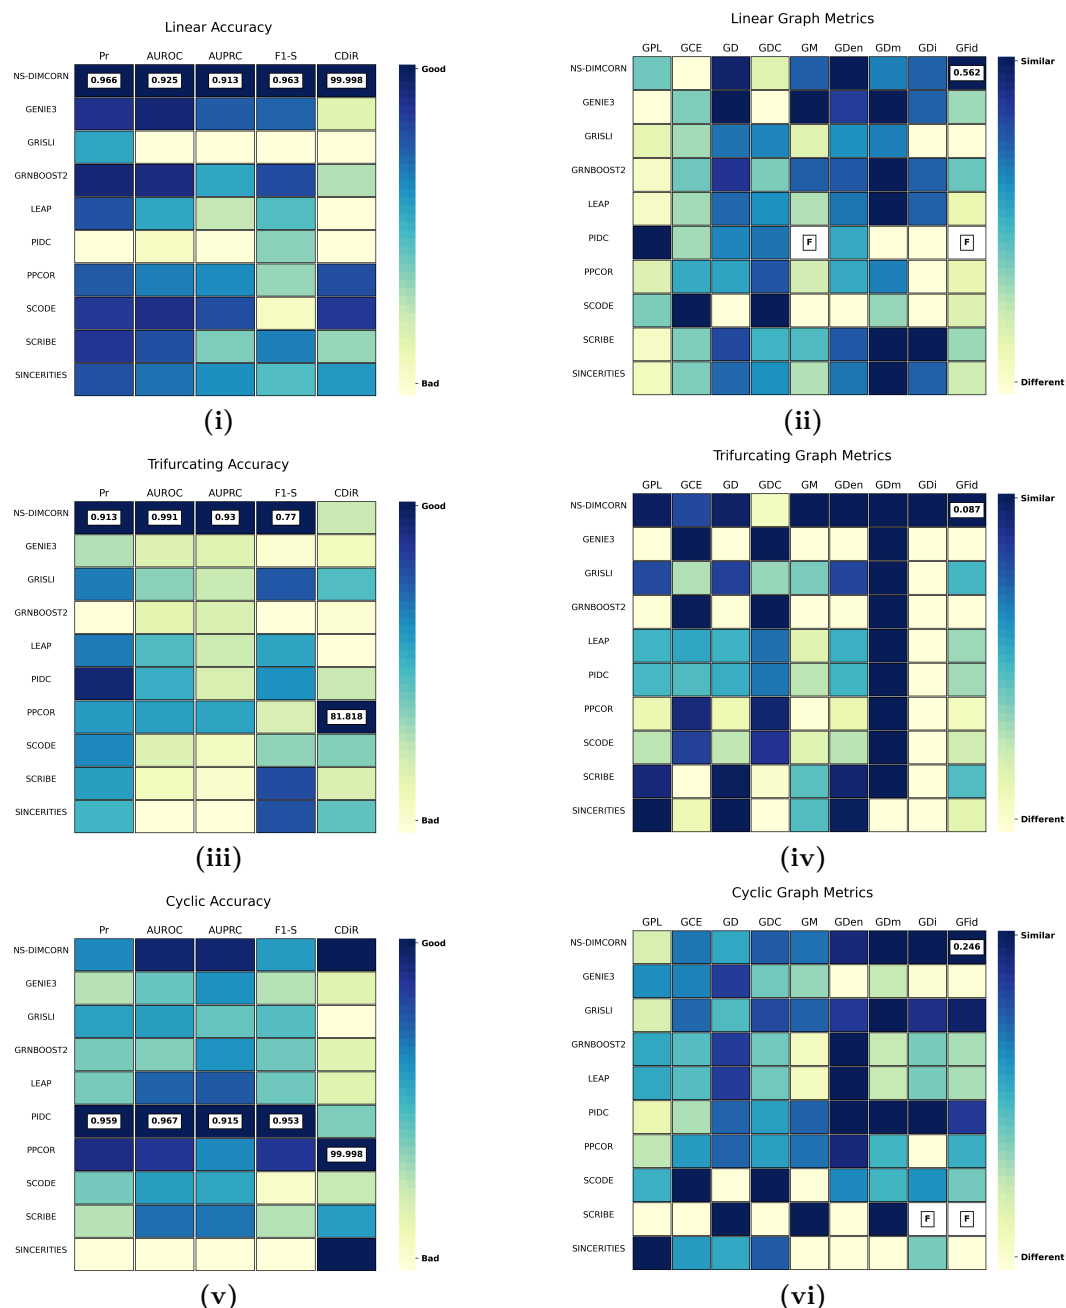 Linear Accuracy
Pr AUROC AUPRC F1-S CDiR
NS-DIMCORN 0.966 0.925 0.913 0.963 99.998 Good
GENIE3
GRISLI
GRNBOOST2
LEAP
PIDC
PPCOR
SCODE
SCRIBE
SINCERITIES Bad
(i)
Linear Graph Metrics
GPL GCE GD GDC GM GDen GDm GDi GFid
NS-DIMCORN 0.562 Similar
GENIE3
GRISLI
GRNBOOST2
LEAP
PIDC F F
PPCOR
SCODE
SCRIBE
SINCERITIES Different
(ii)
Trifurcating Accuracy
Pr AUROC AUPRC F1-S CDiR
NS-DIMCORN 0.913 0.991 0.93 0.77 Good
GENIE3
GRISLI
GRNBOOST2
LEAP
PIDC
PPCOR 81.818
SCODE
SCRIBE
SINCERITIES Bad
(iii)
Trifurcating Graph Metrics
GPL GCE GD GDC GM GDen GDm GDi GFid
NS-DIMCORN 0.087 Similar
GENIE3
GRISLI
GRNBOOST2
LEAP
PIDC
PPCOR
SCODE
SCRIBE
SINCERITIES Different
(iv)
Cyclic Accuracy
Pr AUROC AUPRC F1-S CDiR
NS-DIMCORN Good
GENIE3
GRISLI
GRNBOOST2
LEAP
PIDC 0.959 0.967 0.915 0.953
PPCOR 99.998
SCODE
SCRIBE
SINCERITIES Bad
(v)
Cyclic Graph Metrics
GPL GCE GD GDC GM GDen GDm GDi GFid
NS-DIMCORN 0.246 Similar
GENIE3
GRISLI
GRNBOOST2
LEAP
PIDC
PPCOR
SCODE
SCRIBE F F
SINCERITIES Different
(vi)